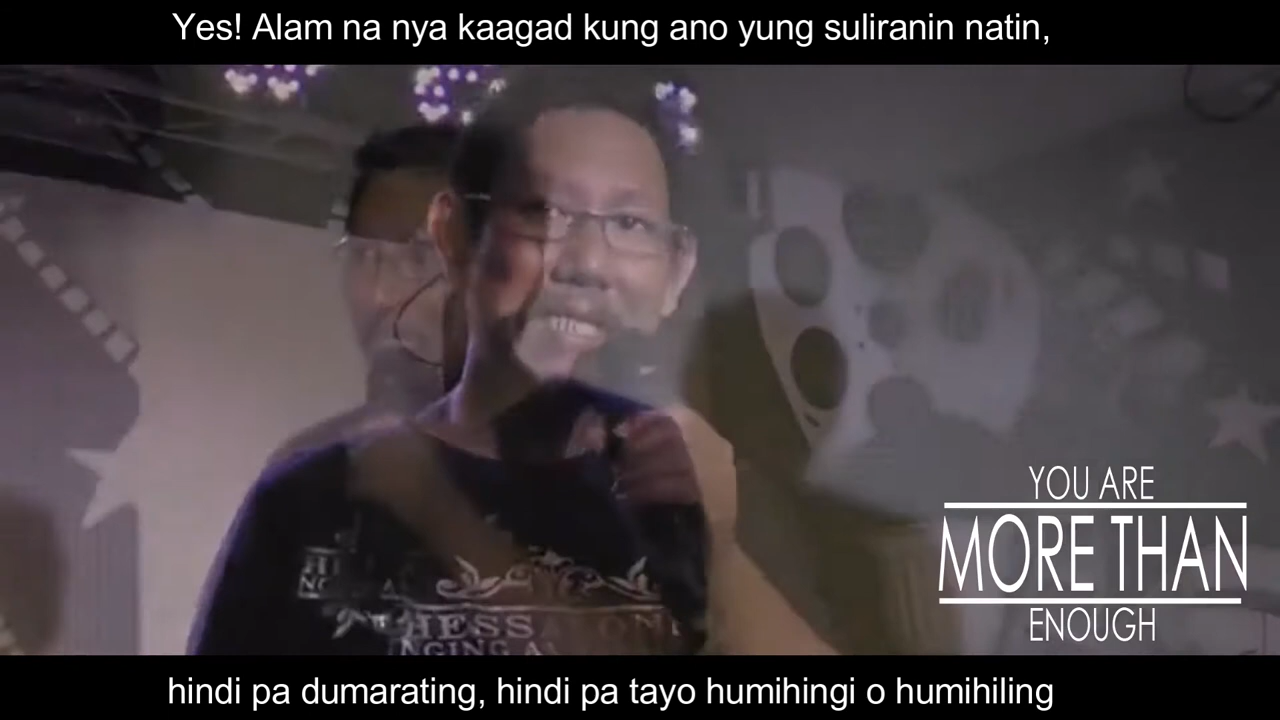 Yes! Alam na nya kaagad kung ano yung suliranin natin,
YOU ARE
MORE THAN
ENOUGH
hindi pa dumarating, hindi pa tayo humihingi o humihiling